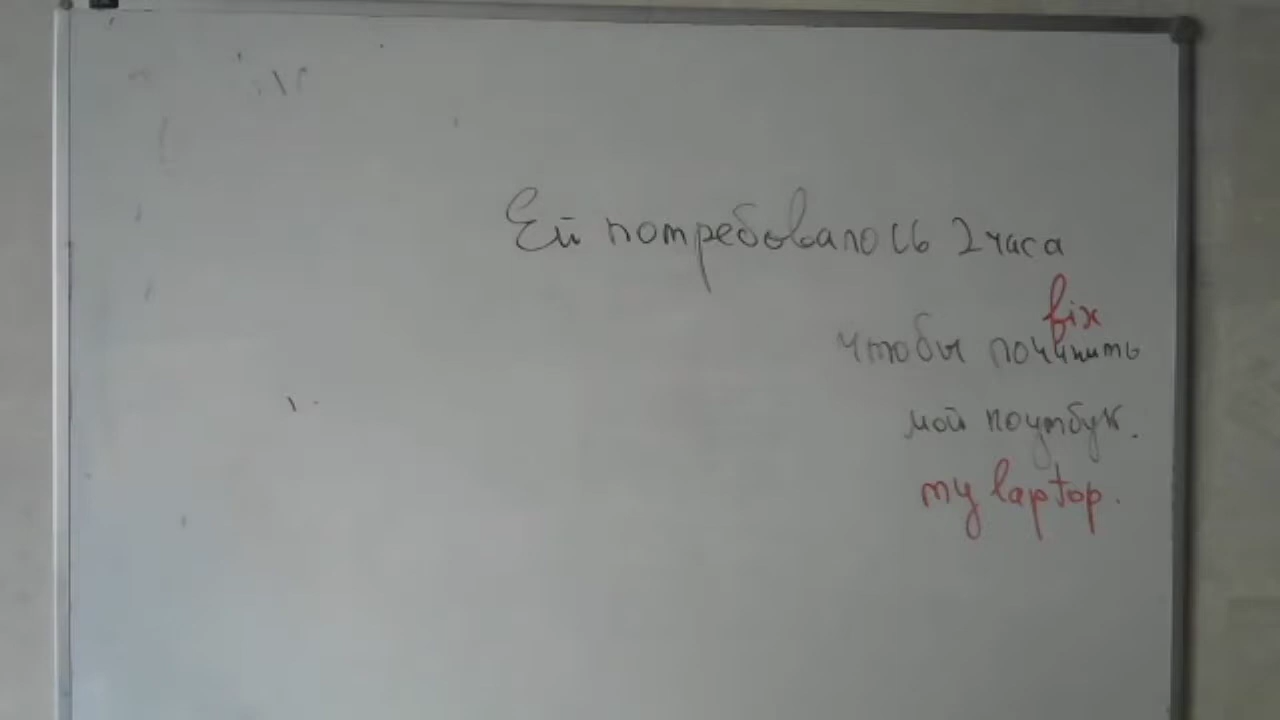 Ей потребовалось 2 часа
fix
чтобы починить
мой ноутбук.
my laptop.